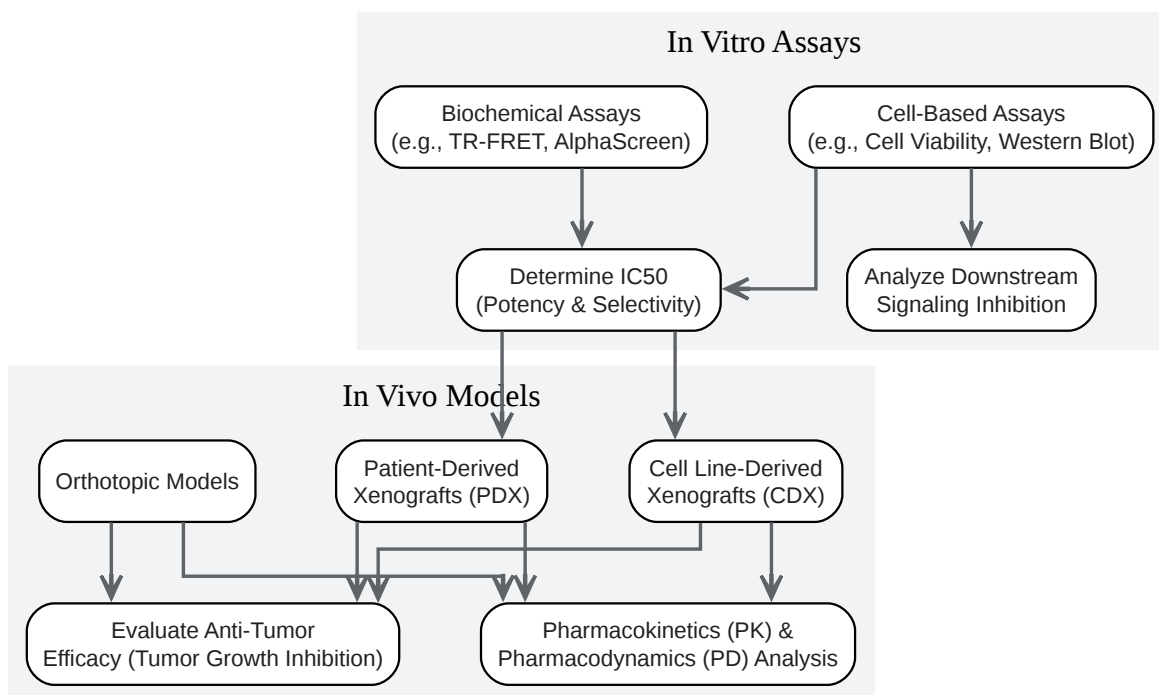 In Vitro Assays
Biochemical Assays
(e.g., TR-FRET, AlphaScreen)
Cell-Based Assays
(e.g., Cell Viability, Western Blot)
Determine IC50
(Potency & Selectivity)
Analyze Downstream
Signaling Inhibition
In Vivo Models
Orthotopic Models
Patient-Derived
Xenografts (PDX)
Cell Line-Derived
Xenografts (CDX)
Evaluate Anti-Tumor
Efficacy (Tumor Growth Inhibition)
Pharmacokinetics (PK) &
Pharmacodynamics (PD) Analysis